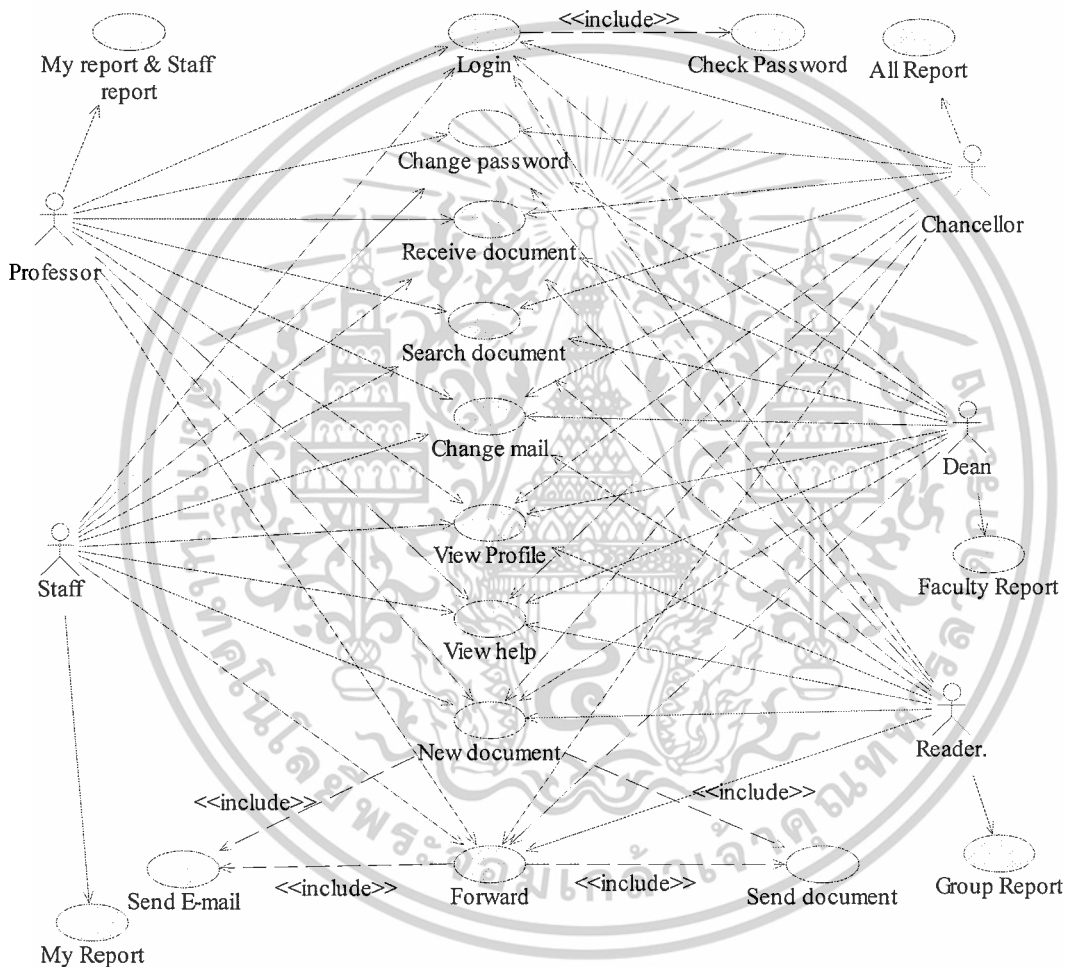 <<include>>
My report & Staff
report
Login
Check Password
All Report
Change password
Professor
Chancellor
Receive document
Search document
Change mail
Dean
View Profile
Staff
Faculty Report
View help
New document
Reader.
<<include>>
<<include>>
<<include>>
<<include>>
Send E-mail
Forward
Send document
Group Report
My Report